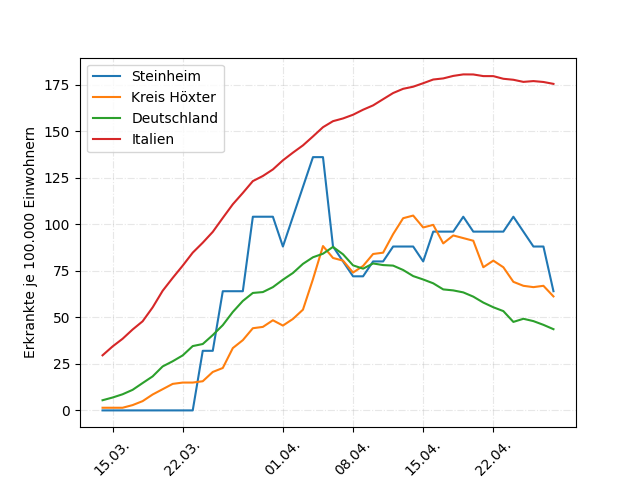 Steinheim
Kreis Höxter
Deutschland
Italien
Erkrankte je 100.000 Einwohnern
175
150
125
100
75
50
25
0
15.03.
22.03.
01.04.
08.04.
15.04.
22.04.